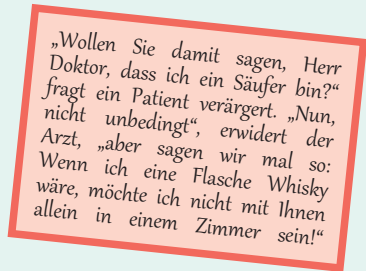 „Wollen Sie damit sagen, Herr
Doktor, dass ich ein Säufer bin?“
fragt ein Patient verärgert. „Nun,
nicht unbedingt“, erwidert der
Arzt, „aber sagen wir mal so:
Wenn ich eine Flasche Whisky
wäre, möchte ich nicht mit Ihnen
allein in einem Zimmer sein!“